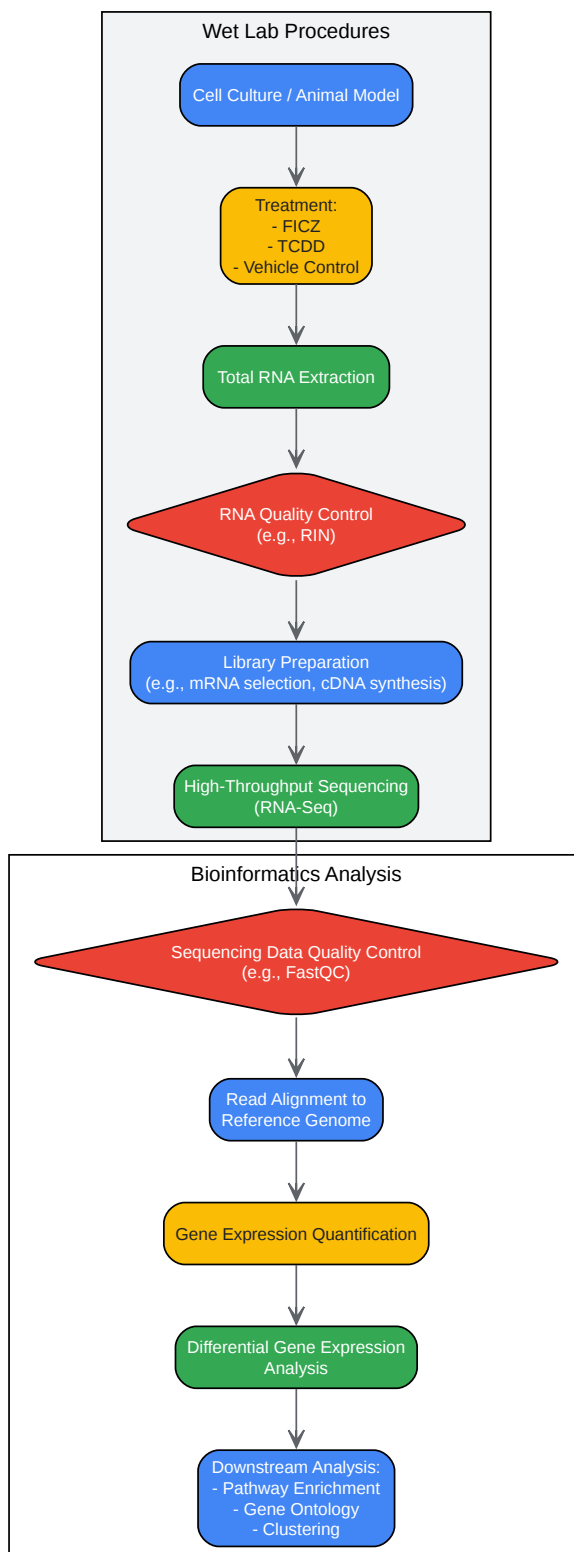 Wet Lab Procedures
Cell Culture / Animal Model
Treatment:
- FICZ
- TCDD
- Vehicle Control
Total RNA Extraction
RNA Quality Control
(e.g., RIN)
Library Preparation
(e.g., mRNA selection, cDNA synthesis)
High-Throughput Sequencing
(RNA-Seq)
Bioinformatics Analysis
Sequencing Data Quality Control
(e.g., FastQC)
Read Alignment to
Reference Genome
Gene Expression Quantification
Differential Gene Expression
Analysis
Downstream Analysis:
- Pathway Enrichment
- Gene Ontology
- Clustering